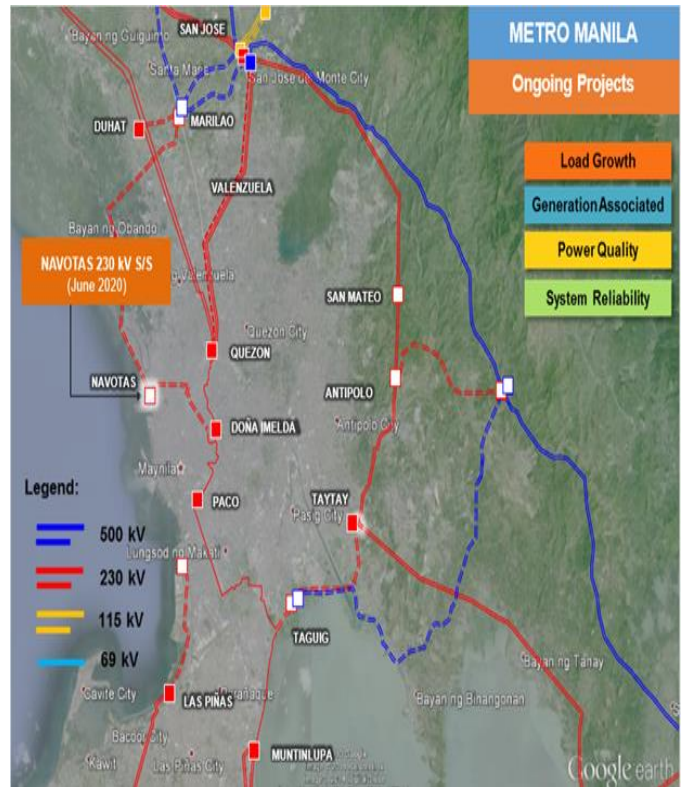 METRO MANILA
Ongoing Projects
Load Growth
Generation Associated
Power Quality
System Reliability
SAN JOSE
Bayan ng Guiguinto
San Jose del Monte City
MARILAO
DUHAT
VALENZUELA
Bayan ng Obando
NAVOTAS 230 kV S/S
(June 2020)
SAN MATEO
Quezon City
QUEZON
NAVOTAS
ANTIPOLO
Antipolo City
DOÑA IMELDA
Maynila
Legend:
500 kV
230 kV
115 kV
69 kV
PACO
TAYTAY
Pasig City
Lungsod ng Makati
TAGUIG
Bayan ng Tanay
Bayan ng Binangonan
Cavite City
LAS PIÑAS
Bacoor City
Kawit
Las Piñas City
MUNTINLUPA
Google earth